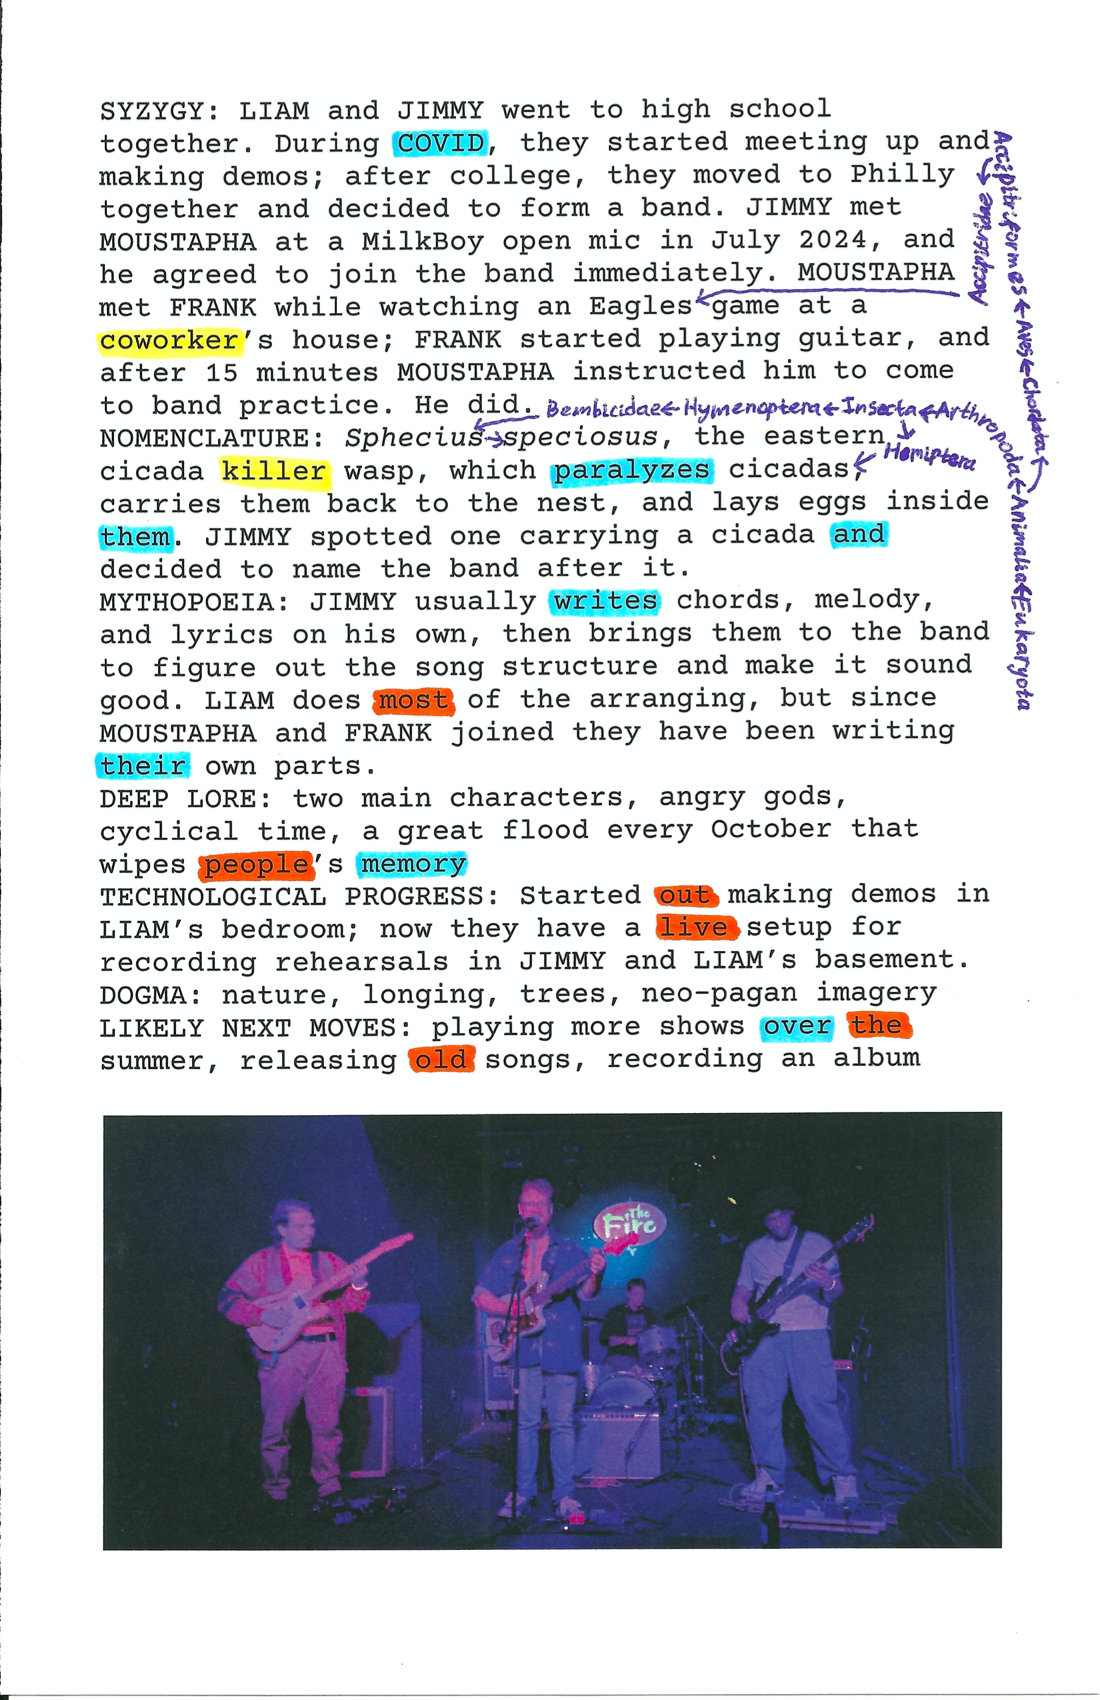 SYZYGY: LIAM and JIMMY went to high school
together. During COVID, they started meeting up and
making demos; after college, they moved to Philly
together and decided to form a band. JIMMY met
MOUSTAPHA at a MilkBoy open mic in July 2024, and
he agreed to join the band immediately. MOUSTAPHA
met FRANK while watching an Eagles game at a
coworker's house; FRANK started playing guitar, and
after 15 minutes MOUSTAPHA instructed him to come
to band practice. He did.
Bembicidae←Hymenoptera←Insecta←Arthropoda←Animalia←Eukaryota
NOMENCLATURE: Sphecius→speciosus, the eastern
Hemiptera
cicada killer wasp, which paralyzes cicadas,
carries them back to the nest, and lays eggs inside
them. JIMMY spotted one carrying a cicada and
decided to name the band after it.
MYTHOPOEIA: JIMMY usually writes chords, melody,
and lyrics on his own, then brings them to the band
to figure out the song structure and make it sound
good. LIAM does most of the arranging, but since
MOUSTAPHA and FRANK joined they have been writing
their own parts.
DEEP LORE: two main characters, angry gods,
cyclical time, a great flood every October that
wipes people's memory
TECHNOLOGICAL PROGRESS: Started out making demos in
LIAM's bedroom; now they have a live setup for
recording rehearsals in JIMMY and LIAM's basement.
DOGMA: nature, longing, trees, neo-pagan imagery
LIKELY NEXT MOVES: playing more shows over the
summer, releasing old songs, recording an album
Accipitriformes←Aves←Chordata
Accipitridae
The
Fire